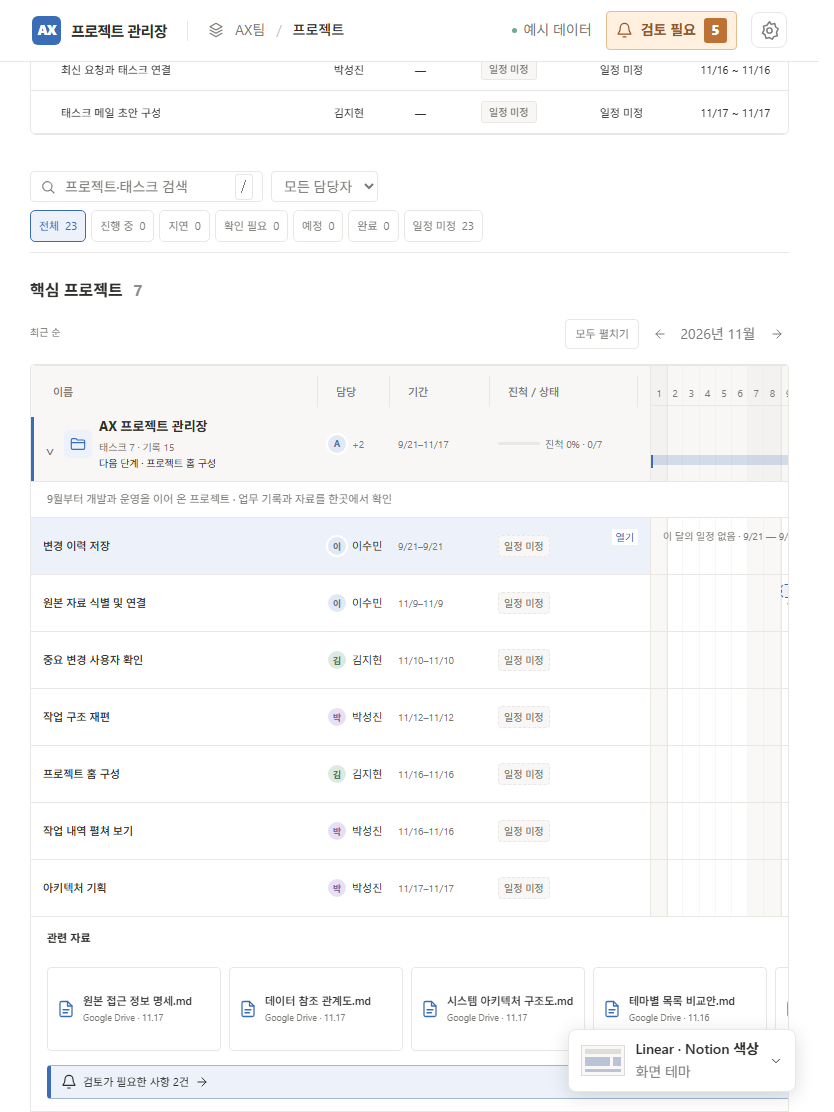 AX 프로젝트 관리장 AX팀 / 프로젝트 예시 데이터 검토 필요 5
최신 요청과 태스크 연결 박성진 — 일정 미정 일정 미정 11/16 ~ 11/16
태스크 메일 초안 구성 김지현 — 일정 미정 일정 미정 11/17 ~ 11/17
프로젝트·태스크 검색 / 모든 담당자
전체 23 진행 중 0 지연 0 확인 필요 0 예정 0 완료 0 일정 미정 23
핵심 프로젝트 7
최근 순 모두 펼치기 ← 2026년 11월 →
이름 담당 기간 진척 / 상태 1 2 3 4 5 6 7 8
AX 프로젝트 관리장
태스크 7 · 기록 15 A +2 9/21–11/17 진척 0% · 0/7
다음 단계 · 프로젝트 홈 구성
9월부터 개발과 운영을 이어 온 프로젝트 · 업무 기록과 자료를 한곳에서 확인
변경 이력 저장 이 이수민 9/21–9/21 일정 미정 열기 이 달의 일정 없음 · 9/21 — 9/
원본 자료 식별 및 연결 이 이수민 11/9–11/9 일정 미정
중요 변경 사용자 확인 김 김지현 11/10–11/10 일정 미정
작업 구조 재편 박 박성진 11/12–11/12 일정 미정
프로젝트 홈 구성 김 김지현 11/16–11/16 일정 미정
작업 내역 펼쳐 보기 박 박성진 11/16–11/16 일정 미정
아키텍처 기획 박 박성진 11/17–11/17 일정 미정
관련 자료
원본 접근 정보 명세.md 데이터 참조 관계도.md 시스템 아키텍처 구조도.md 테마별 목록 비교안.md
Google Drive · 11.17 Google Drive · 11.17 Google Drive · 11.17 Google Drive · 11.16
검토가 필요한 사항 2건 →
Linear · Notion 색상
화면 테마